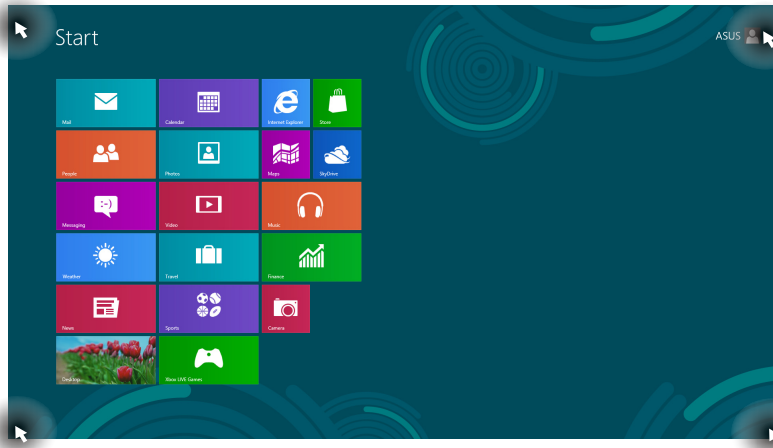 Start
ASUS
Mail
Calendar
Internet Explorer
Store
People
Photos
Maps
SkyDrive
:-)
Messaging
Video
Music
Weather
Travel
Finance
News
Sports
Camera
Desktop
Xbox LIVE Games